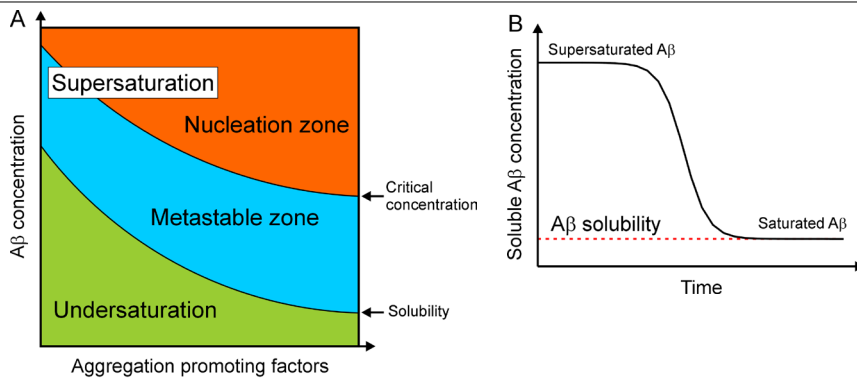 A
Aβ concentration
Supersaturation
Nucleation zone
Metastable zone
Undersaturation
Critical
concentration
Solubility
Aggregation promoting factors
B
Soluble Aβ concentration
Supersaturated Aβ
Aβ solubility
Saturated Aβ
Time